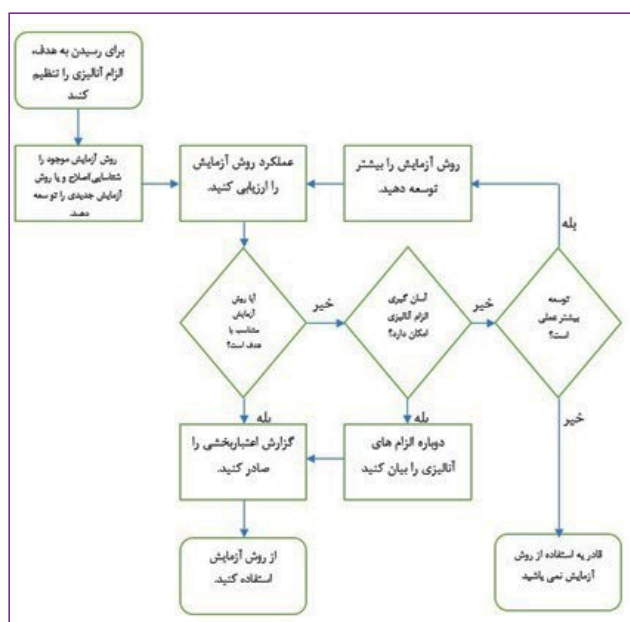 برای رسیدن به هدف،
الزام آنالیزی را تنظیم
کنید
روش آزمایش موجود را
شناسایی/اصلاح و یا روش
آزمایش جدیدی را توسعه
دهید.
عملکرد روش آزمایش
را ارزیابی کنید.
روش آزمایش را بیشتر
توسعه دهید.
بله
آیا روش
آزمایش
متناسب با
هدف است؟
خیر
آسان گیری
الزام آنالیزی
امکان دارد؟
خیر
توسعه
بیشتر عملی
است؟
بله
بله
خیر
گزارش اعتباربخشی را
صادر کنید.
دوباره الزام های
آنالیزی را بیان کنید
از روش آزمایش
استفاده کنید.
قادر به استفاده از روش
آزمایش نمی باشید